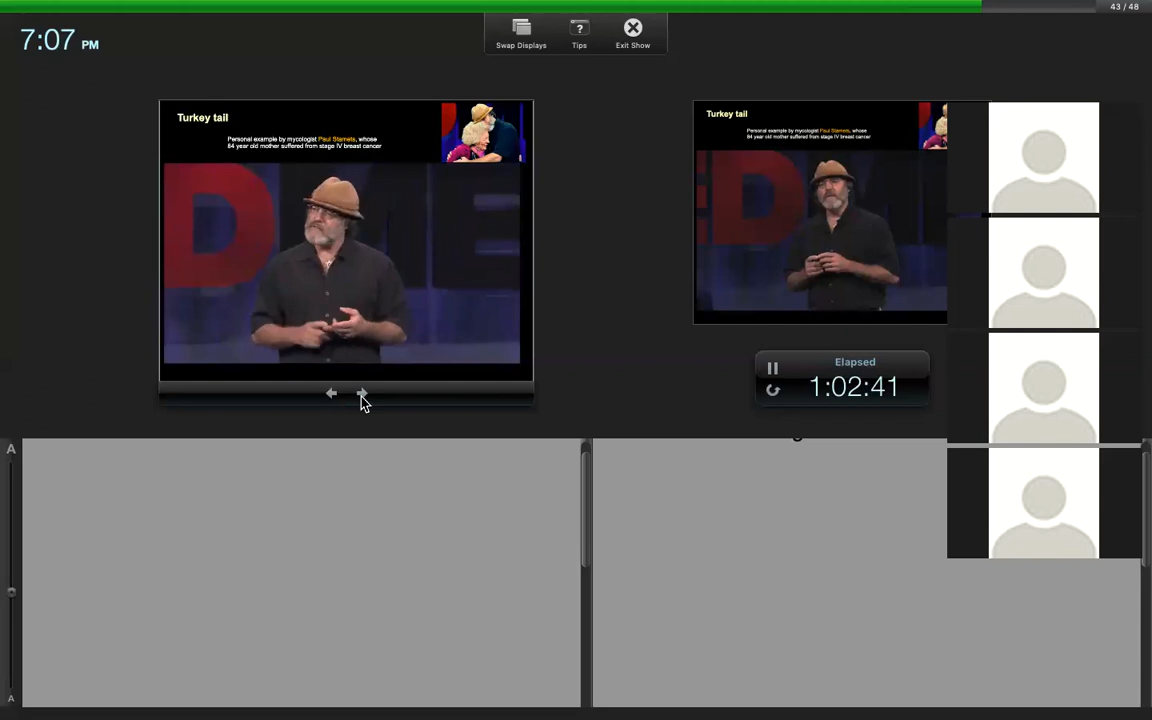 43 / 48
7:07 PM
Swap Displays
Tips
Exit Show
Turkey tail
Personal example by mycologist Paul Stamets, whose
84 year old mother suffered from stage IV breast cancer
D M E
Turkey tail
Personal example by mycologist Paul Stamets, whose
84 year old mother suffered from stage IV breast cancer
ED
Elapsed
1:02:41
A
A